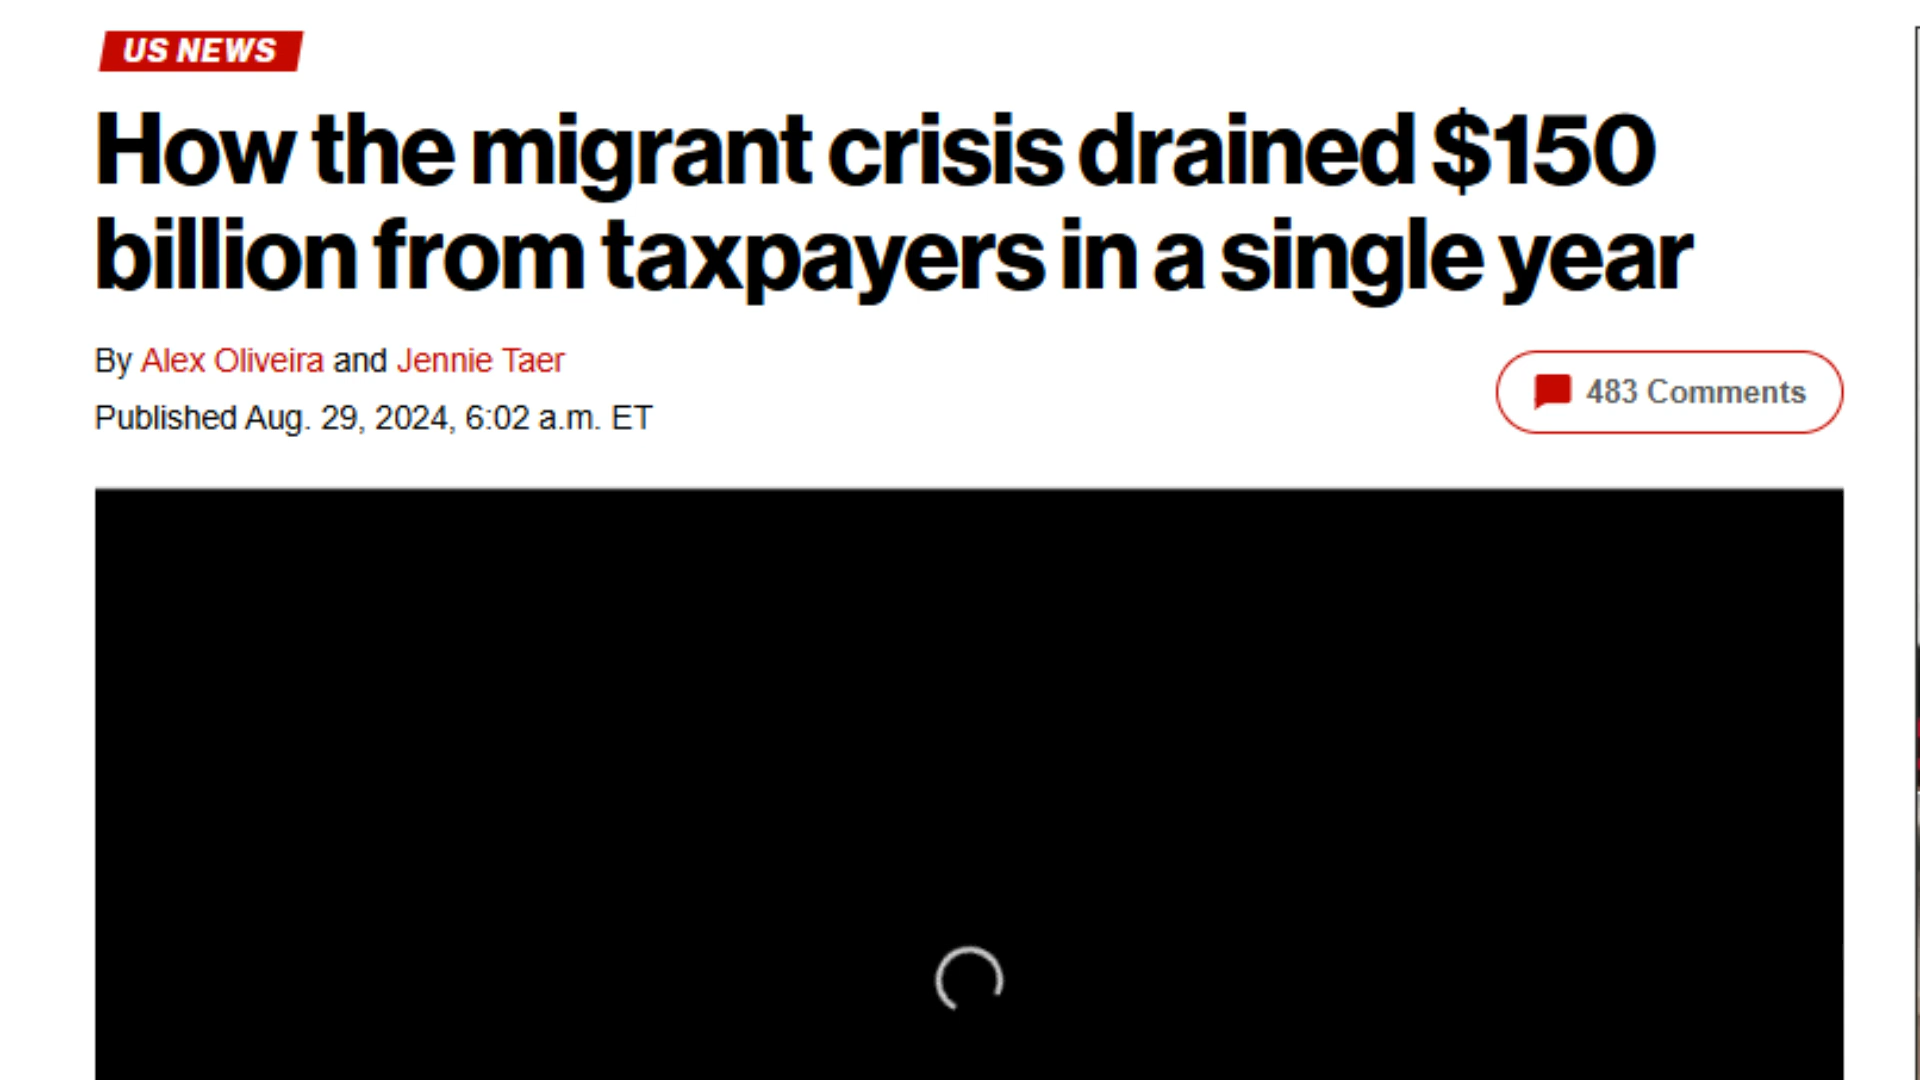 US NEWS
How the migrant crisis drained $150
billion from taxpayers in a single year
By Alex Oliveira and Jennie Taer
Published Aug. 29, 2024, 6:02 a.m. ET
483 Comments